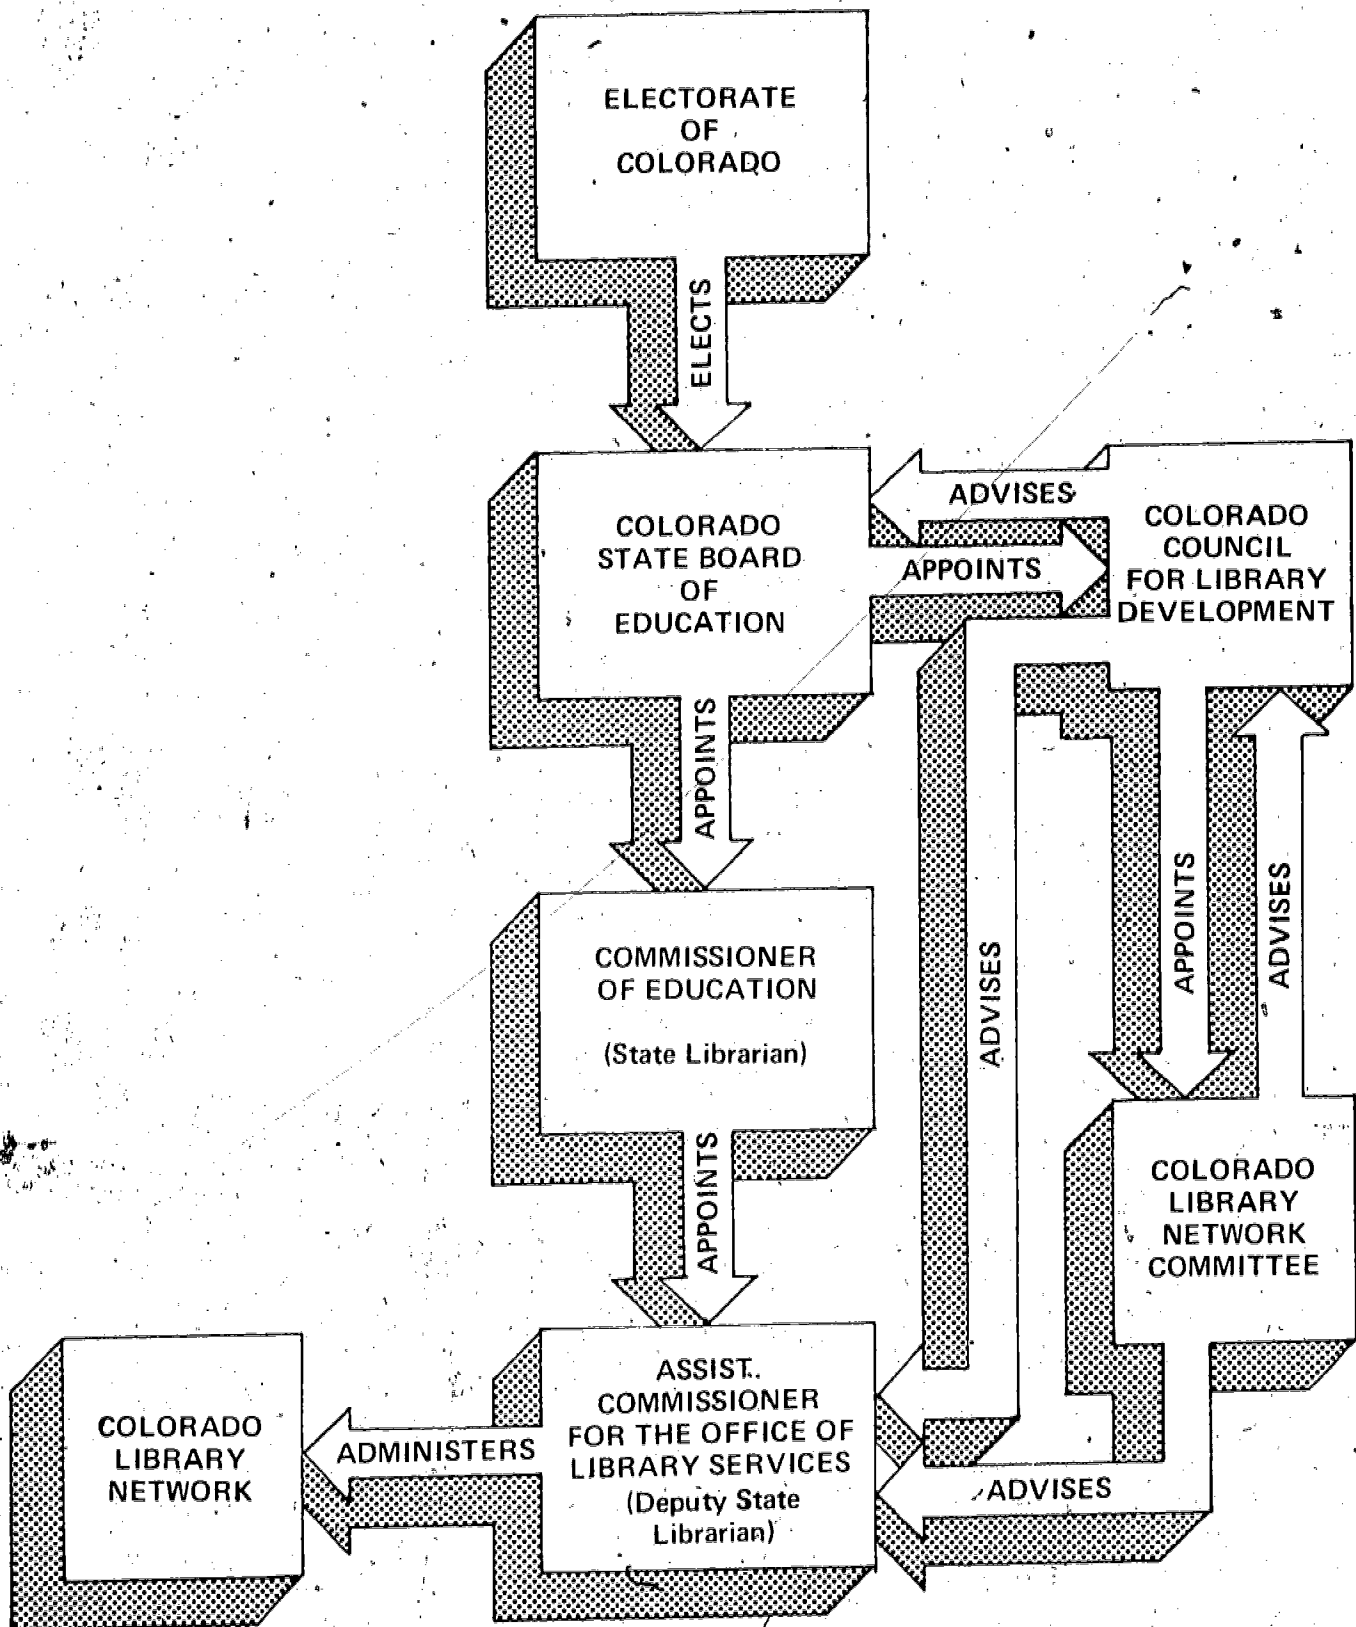 ELECTORATE
OF
COLORADO
ELECTS
COLORADO
STATE BOARD
OF
EDUCATION
ADVISES
APPOINTS
COLORADO
COUNCIL
FOR LIBRARY
DEVELOPMENT
APPOINTS
COMMISSIONER
OF EDUCATION
(State Librarian)
ADVISES
APPOINTS
ADVISES
APPOINTS
COLORADO
LIBRARY
NETWORK
COMMITTEE
COLORADO
LIBRARY
NETWORK
ADMINISTERS
ASSIST.
COMMISSIONER
FOR THE OFFICE OF
LIBRARY SERVICES
(Deputy State
Librarian)
ADVISES